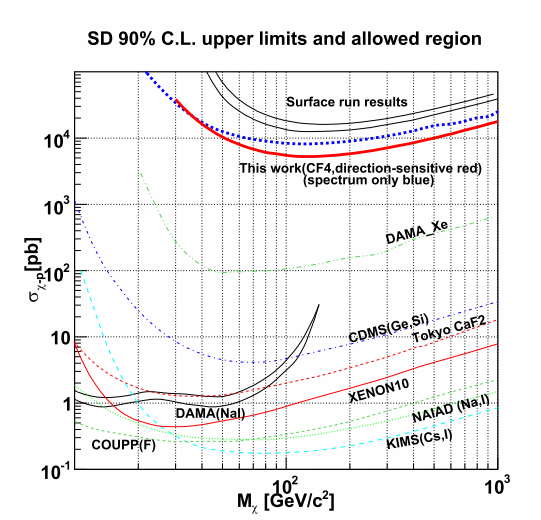 SD 90% C.L. upper limits and allowed region
σχ-p[pb]
10⁴
10³
10²
10
1
10⁻¹
Surface run results
This work(CF4,direction-sensitive red)
(spectrum only blue)
DAMA_Xe
CDMS(Ge,Si)
Tokyo CaF2
XENON10
DAMA(NaI)
NAIAD (Na,I)
COUPP(F)
KIMS(Cs,I)
10²
10³
Mχ [GeV/c²]